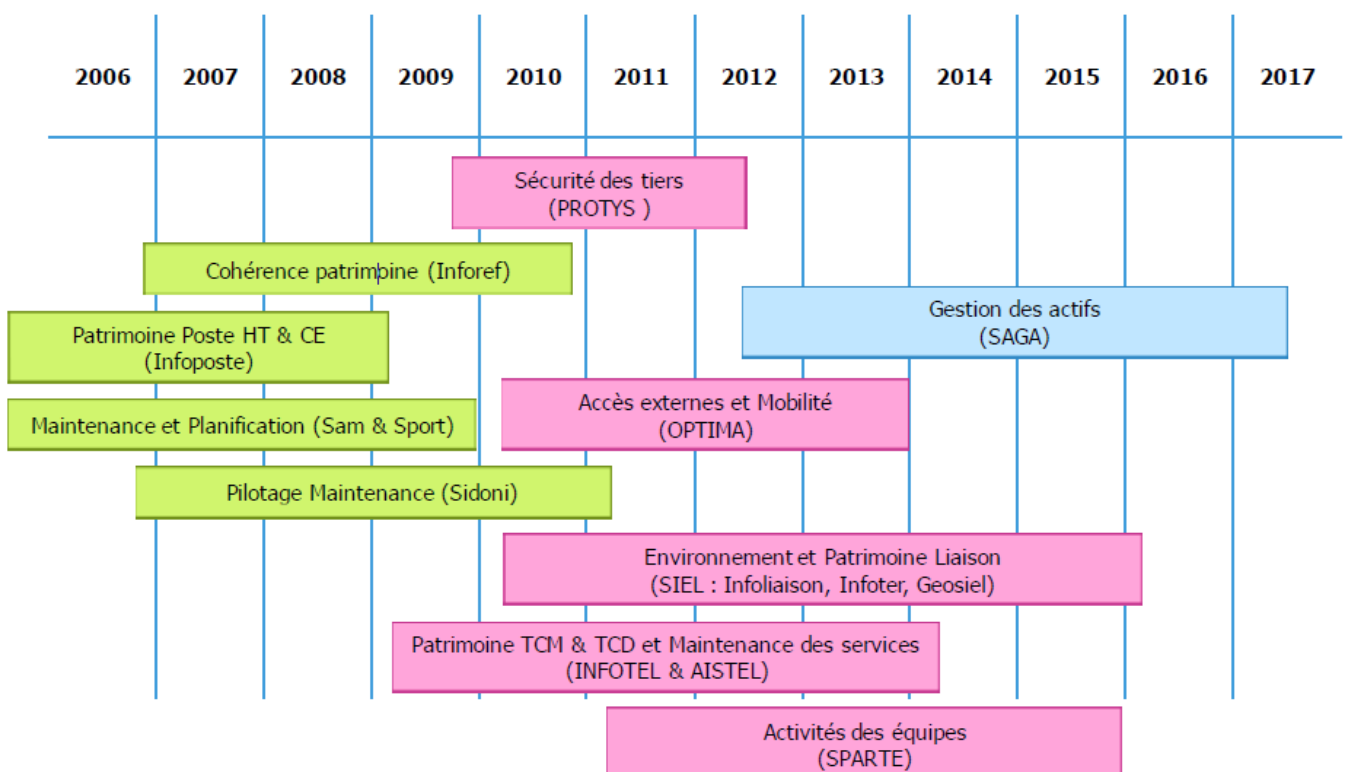 2006 2007 2008 2009 2010 2011 2012 2013 2014 2015 2016 2017
Sécurité des tiers
(PROTYS )
Cohérence patrimoine (Inforef)
Gestion des actifs
(SAGA)
Patrimoine Poste HT & CE
(Infoposte)
Accès externes et Mobilité
(OPTIMA)
Maintenance et Planification (Sam & Sport)
Pilotage Maintenance (Sidoni)
Environnement et Patrimoine Liaison
(SIEL : Infoliaison, Infoter, Geosiel)
Patrimoine TCM & TCD et Maintenance des services
(INFOTEL & AISTEL)
Activités des équipes
(SPARTE)